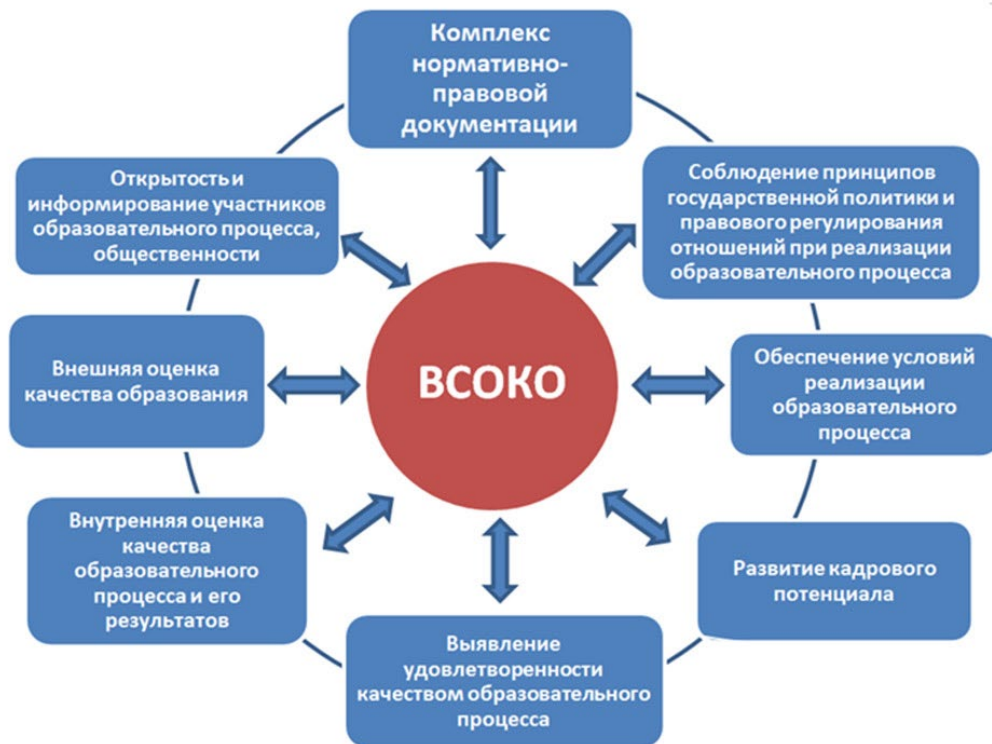 Комплекс
нормативно-
правовой
документации
Открытость и
информирование участников
образовательного процесса,
общественности
Соблюдение принципов
государственной политики и
правового регулирования
отношений при реализации
образовательного процесса
Внешняя оценка
качества образования
ВСОКО
Обеспечение условий
реализации
образовательного
процесса
Внутренняя оценка
качества
образовательного
процесса и его
результатов
Развитие кадрового
потенциала
Выявление
удовлетворенности
качеством образовательного
процесса